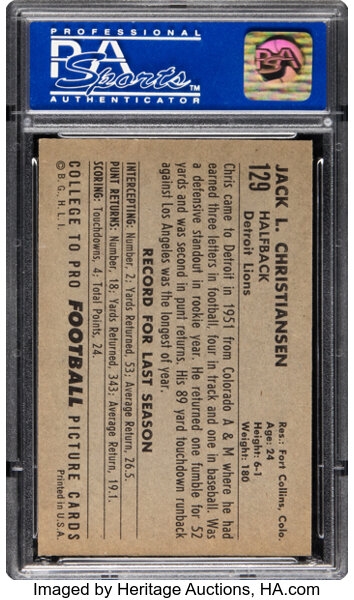 PROFESSIONAL
PSA
Sports™
AUTHENTICATOR
PSA
JACK L. CHRISTIANSEN
129
HALFBACK
Detroit Lions
Res.: Fort Collins, Colo.
Age: 24
Height: 6-1
Weight: 180
Chris came to Detroit in 1951 from Colorado A & M where he had
earned three letters in football, four in track and one in baseball. Was
a defensive standout in rookie year. He returned one fumble for 52
yards and was second in punt returns. His 89 yard touchdown runback
against Los Angeles was the longest of year.
RECORD FOR LAST SEASON
INTERCEPTING: Number, 2; Yards Returned, 53; Average Return, 26.5.
PUNT RETURNS: Number, 18; Yards Returned, 343; Average Return, 19.1.
SCORING: Touchdowns, 4; Total Points, 24.
COLLEGE TO PRO FOOTBALL PICTURE CARDS
© B.G.H.L.I.
Printed in U.S.A.
Imaged by Heritage Auctions, HA.com